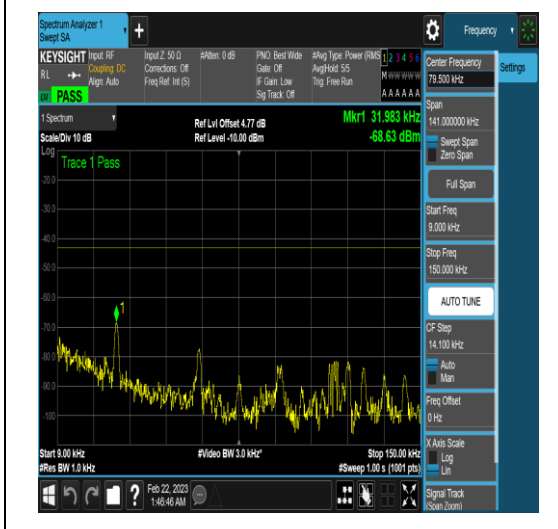 Spectrum Analyzer 1
Swept SA
+
Frequency
KEYSIGHT
RL
PASS
Input: RF
Coupling: DC
Align: Auto
Input Z: 50 Ω
Corrections: Off
Freq Ref: Int (S)
#Atten: 0 dB
PNO: Best Wide
Gate: Off
IF Gain: Low
Sig Track: Off
#Avg Type: Power (RMS
Avg|Hold: 5/5
Trig: Free Run
1 2 3 4 5 6
M W W W W W
A A A A A A
1 Spectrum
Scale/Div 10 dB
Ref Lvl Offset 4.77 dB
Ref Level -10.00 dBm
Mkr1 31.983 kHz
-68.63 dBm
Log
Trace 1 Pass
-20.0
-30.0
-40.0
-50.0
-60.0
-70.0
-80.0
-90.0
-100
1
Start 9.00 kHz
#Res BW 1.0 kHz
#Video BW 3.0 kHz*
Stop 150.00 kHz
#Sweep 1.00 s (1001 pts)
Feb 22, 2023
1:46:46 AM
?
Center Frequency
79.500 kHz
Span
141.000000 kHz
Swept Span
Zero Span
Full Span
Start Freq
9.000 kHz
Stop Freq
150.000 kHz
AUTO TUNE
CF Step
14.100 kHz
Auto
Man
Freq Offset
0 Hz
X Axis Scale
Log
Lin
Signal Track
(Span Zoom)
Settings